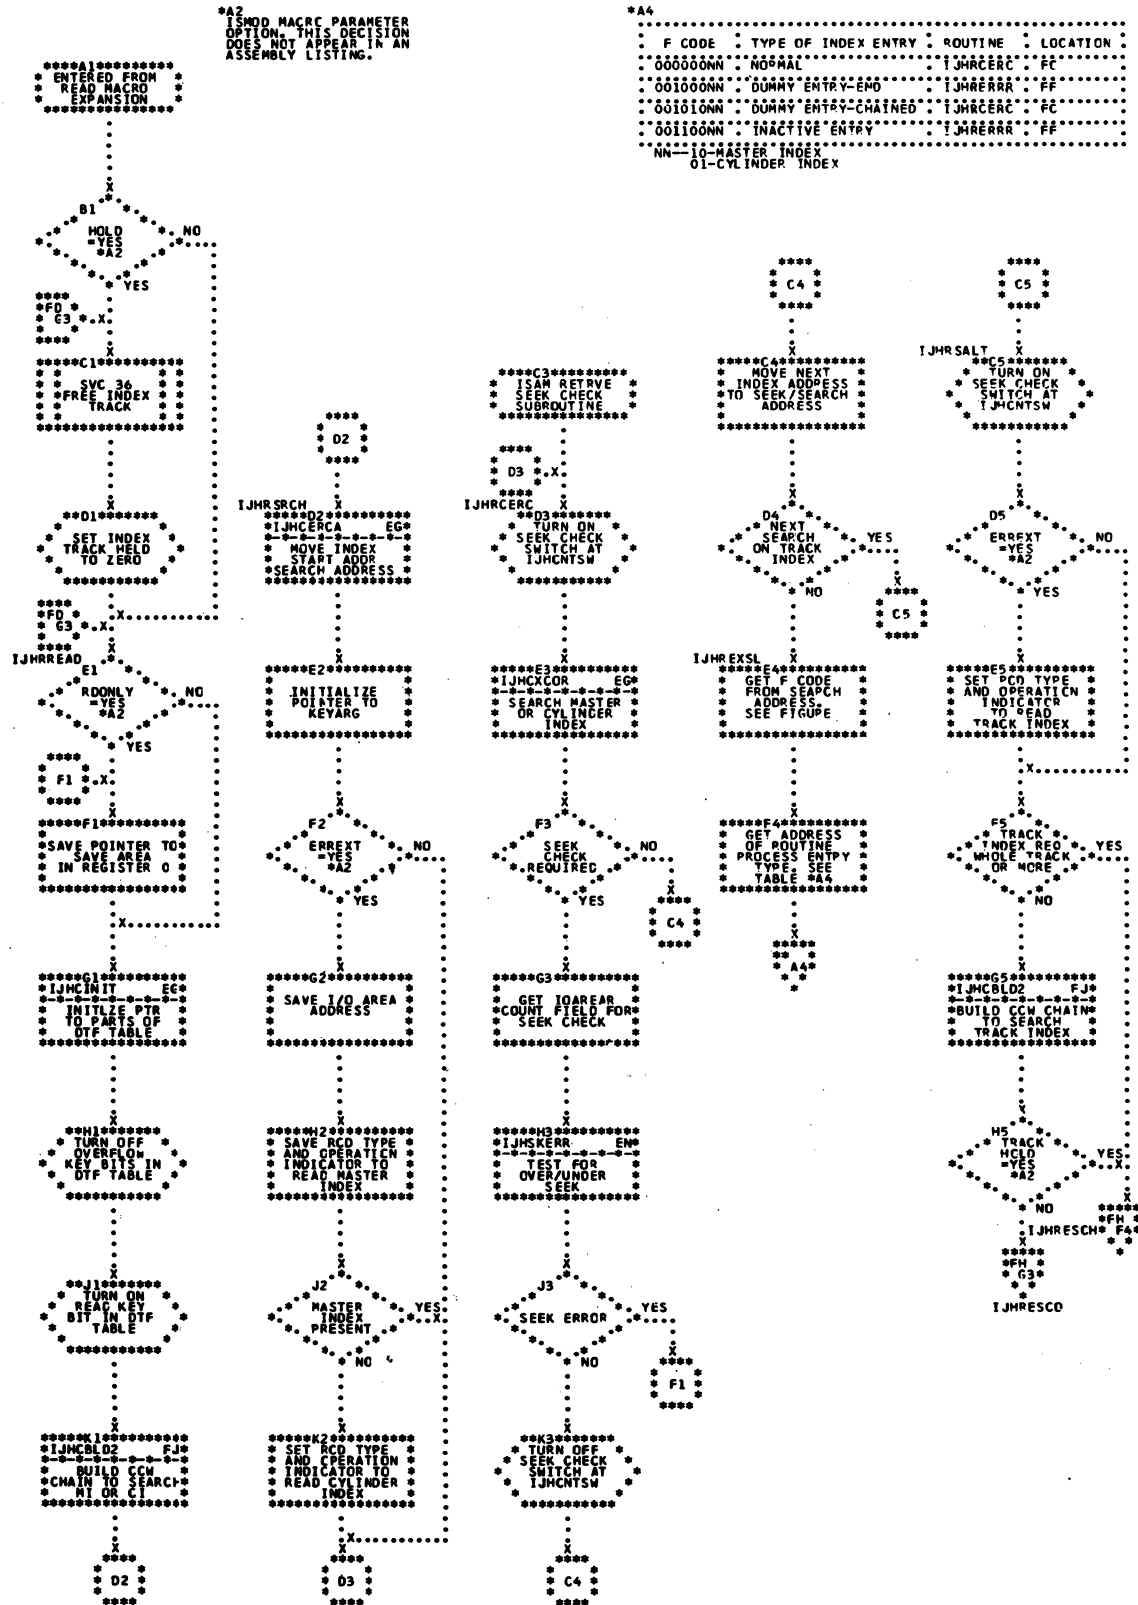 *A2
ISMOD MACRC PARAMETER
OPTION. THIS DECISION
DOES NOT APPEAR IN AN
ASSEMBLY LISTING.
*A4
F CODE TYPE OF INDEX ENTRY ROUTINE LOCATION
000000NN NORMAL IJHRCERC FC
001000NN DUMMY ENTRY-END IJHRERRR FF
001010NN DUMMY ENTRY-CHAINED IJHRCERC FC
001100NN INACTIVE ENTRY IJHRERRR FF
NN--10-MASTER INDEX
01-CYLINDER INDEX
A1
ENTERED FROM
READ MACRO
EXPANSION
B1
HOLD
=YES
*A2
NO
YES
FD
G3
C1
SVC 36
FREE INDEX
TRACK
D1
SET INDEX
TRACK HELD
TO ZERO
FD
G3
IJHRREAD
E1
RDONLY
=YES
*A2
NO
YES
F1
F1
SAVE POINTER TO
SAVE AREA
IN REGISTER 0
G1
IJHCINIT EG
INITLZE PTR
TO PARTS OF
DTF TABLE
H1
TURN OFF
OVERFLOW
KEY BITS IN
DTF TABLE
J1
TURN ON
READ KEY
BIT IN DTF
TABLE
K1
IJHCBLD2 FJ
BUILD CCW
CHAIN TO SEARCH
MI OR CI
D2
D2
IJHRSRCH
D2
IJHCERCA EG
MOVE INDEX
START ADDR
SEARCH ADDRESS
E2
INITIALIZE
POINTER TO
KEYARG
F2
ERREXT
=YES
*A2
NO
YES
G2
SAVE I/O AREA
ADDRESS
H2
SAVE RCD TYPE
AND OPERATION
INDICATOR TO
READ MASTER
INDEX
J2
MASTER
INDEX
PRESENT
YES
NO
K2
SET RCD TYPE
AND OPERATION
INDICATOR TO
READ CYLINDER
INDEX
D3
C3
ISAM RETRVE
SEEK CHECK
SUBROUTINE
D3
IJHRCERC
D3
TURN ON
SEEK CHECK
SWITCH AT
IJHCNTSW
E3
IJHCXCOR EG
SEARCH MASTER
OR CYLINDER
INDEX
F3
SEEK
CHECK
REQUIRED
NO
YES
C4
G3
GET IOAREAR
COUNT FIELD FOR
SEEK CHECK
H3
IJHSKERR EN
TEST FOR
OVER/UNDER
SEEK
J3
SEEK ERROR
YES
NO
F1
K3
TURN OFF
SEEK CHECK
SWITCH AT
IJHCNTSW
C4
C4
C4
MOVE NEXT
INDEX ADDRESS
TO SEEK/SEARCH
ADDRESS
D4
NEXT
SEARCH
ON TRACK
INDEX
YES
NO
C5
IJHREXSL
E4
GET F CODE
FROM SEARCH
ADDRESS.
SEE FIGURE
F4
GET ADDRESS
OF ROUTINE
PROCESS ENTRY
TYPE. SEE
TABLE *A4
A4
C5
IJHRSALT
C5
TURN ON
SEEK CHECK
SWITCH AT
IJHCNTSW
D5
ERREXT
=YES
*A2
NO
YES
E5
SET RCD TYPE
AND OPERATION
INDICATOR
TO READ
TRACK INDEX
F5
TRACK
INDEX REQ
WHOLE TRACK
OR MORE
YES
NO
G5
IJHCBLD2 FJ
BUILD CCW CHAIN
TO SEARCH
TRACK INDEX
H5
TRACK
HOLD
=YES
*A2
YES
NO
IJHRESCH
FH
F4
FH
G3
IJHRESCO